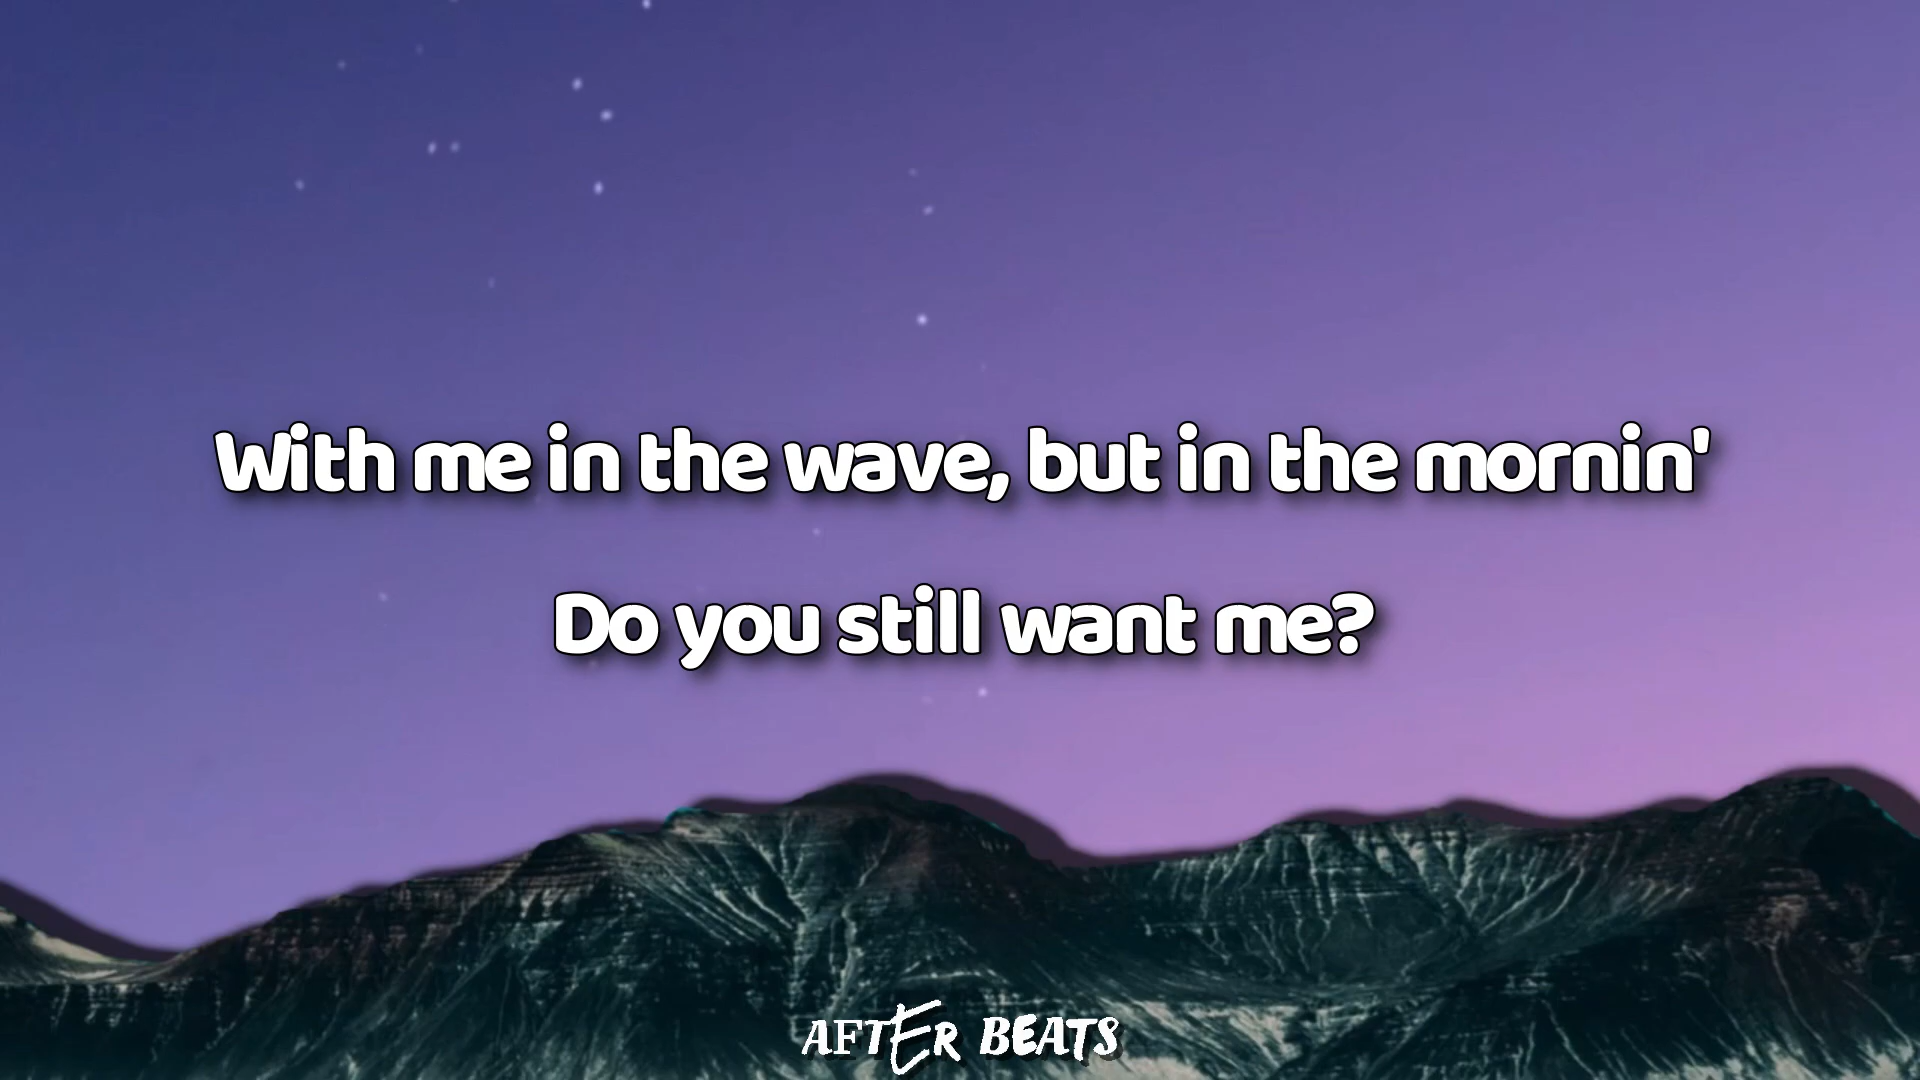 With me in the wave, but in the mornin'
Do you still want me?
AFTER BEATS